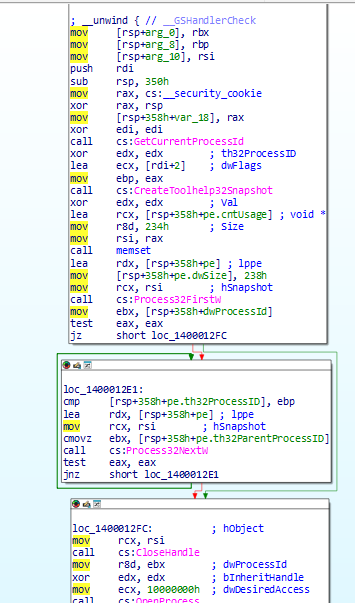 ; __unwind { // __GSHandlerCheck
mov [rsp+arg_0], rbx
mov [rsp+arg_8], rbp
mov [rsp+arg_10], rsi
push rdi
sub rsp, 350h
mov rax, cs:__security_cookie
xor rax, rsp
mov [rsp+358h+var_18], rax
xor edi, edi
call cs:GetCurrentProcessId
xor edx, edx ; th32ProcessID
lea ecx, [rdi+2] ; dwFlags
mov ebp, eax
call cs:CreateToolhelp32Snapshot
xor edx, edx ; Val
lea rcx, [rsp+358h+pe.cntUsage] ; void *
mov r8d, 234h ; Size
mov rsi, rax
call memset
lea rdx, [rsp+358h+pe] ; lppe
mov [rsp+358h+pe.dwSize], 238h
mov rcx, rsi ; hSnapshot
call cs:Process32FirstW
mov ebx, [rsp+358h+dwProcessId]
test eax, eax
jz short loc_1400012FC
loc_1400012E1:
cmp [rsp+358h+pe.th32ProcessID], ebp
lea rdx, [rsp+358h+pe] ; lppe
mov rcx, rsi ; hSnapshot
cmovz ebx, [rsp+358h+pe.th32ParentProcessID]
call cs:Process32NextW
test eax, eax
jnz short loc_1400012E1
loc_1400012FC: ; hObject
mov rcx, rsi
call cs:CloseHandle
mov r8d, ebx ; dwProcessId
xor edx, edx ; bInheritHandle
mov ecx, 10000000h ; dwDesiredAccess
call cs:OpenProcess